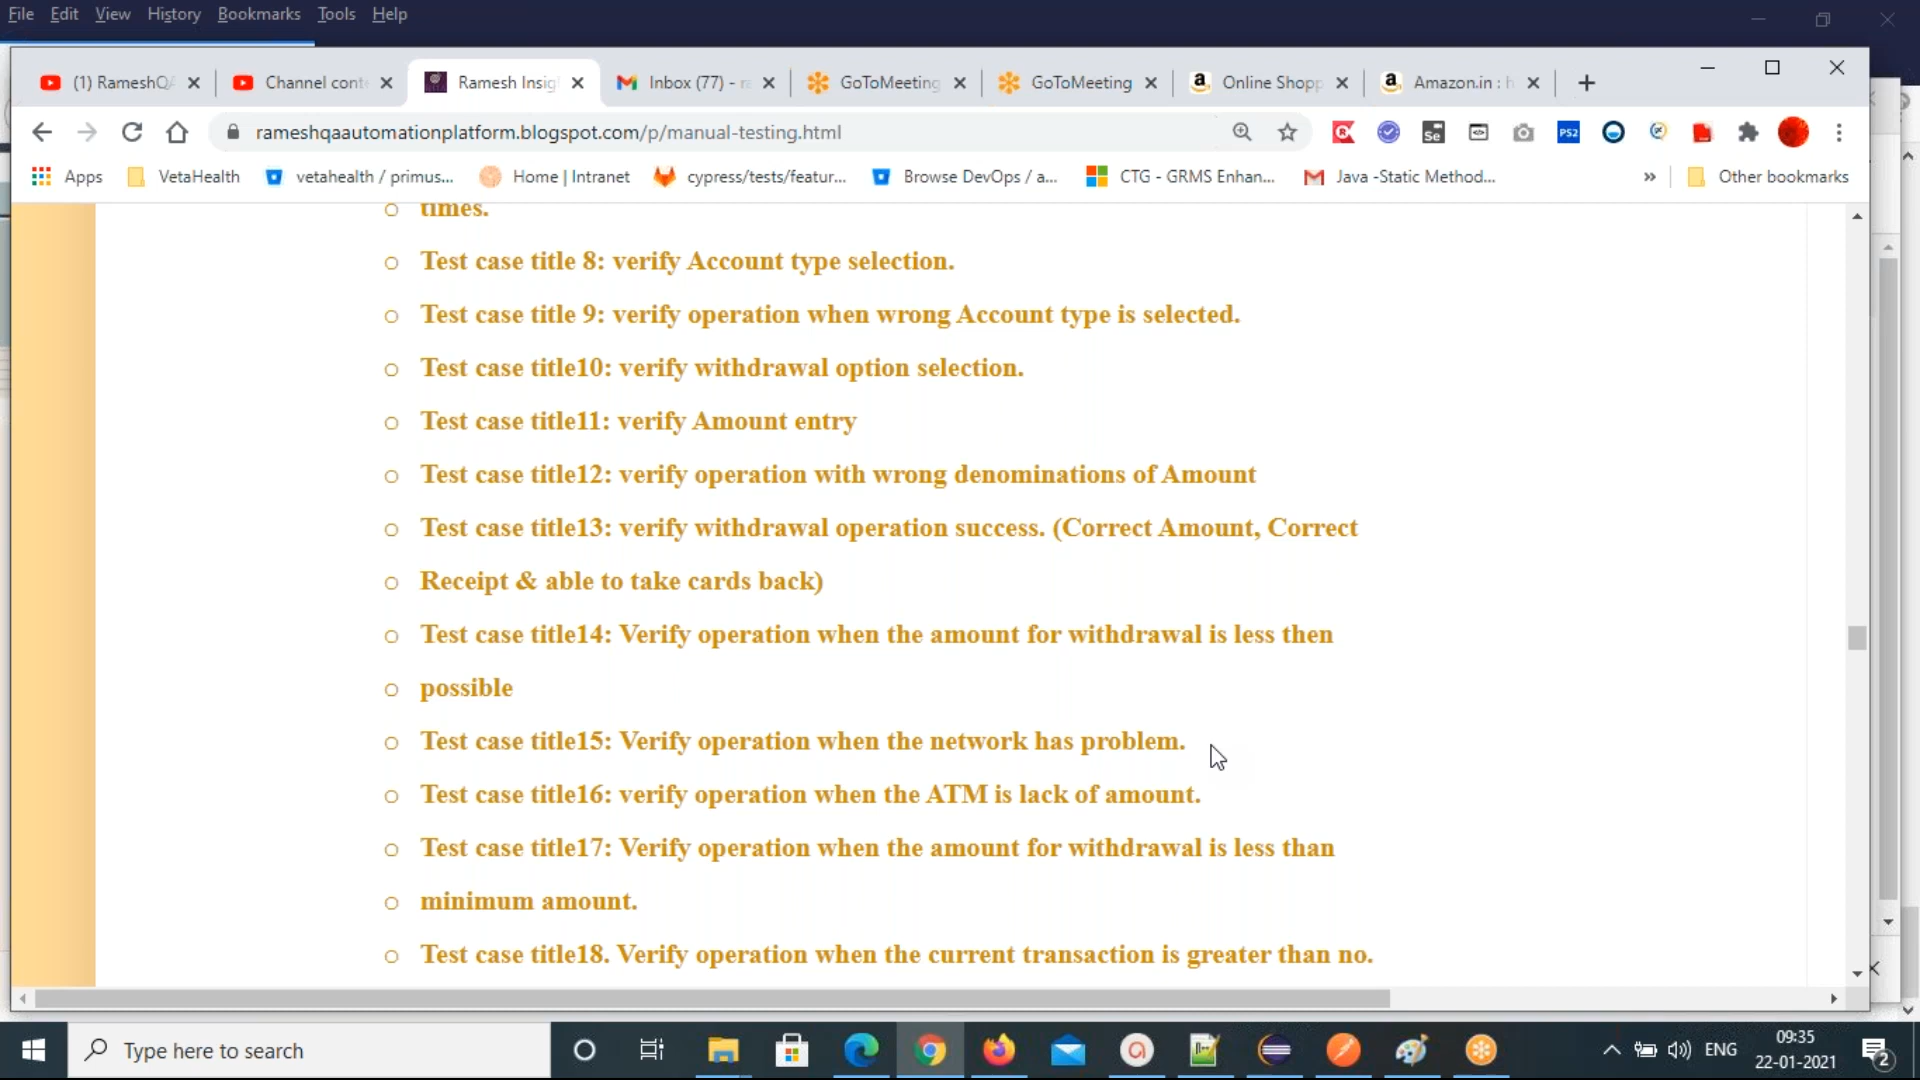 File Edit View History Bookmarks Tools Help
(1) RameshQA Channel cont Ramesh Insig Inbox (77) - ra GoToMeeting GoToMeeting Online Shopp Amazon.in : h
rameshqaautomationplatform.blogspot.com/p/manual-testing.html
Apps VetaHealth vetahealth / primus... Home | Intranet cypress/tests/featur... Browse DevOps / a... CTG - GRMS Enhan... Java -Static Method... » Other bookmarks
o times.
o Test case title 8: verify Account type selection.
o Test case title 9: verify operation when wrong Account type is selected.
o Test case title10: verify withdrawal option selection.
o Test case title11: verify Amount entry
o Test case title12: verify operation with wrong denominations of Amount
o Test case title13: verify withdrawal operation success. (Correct Amount, Correct
o Receipt & able to take cards back)
o Test case title14: Verify operation when the amount for withdrawal is less then
o possible
o Test case title15: Verify operation when the network has problem.
o Test case title16: verify operation when the ATM is lack of amount.
o Test case title17: Verify operation when the amount for withdrawal is less than
o minimum amount.
o Test case title18. Verify operation when the current transaction is greater than no.
Type here to search
ENG
09:35
22-01-2021
2